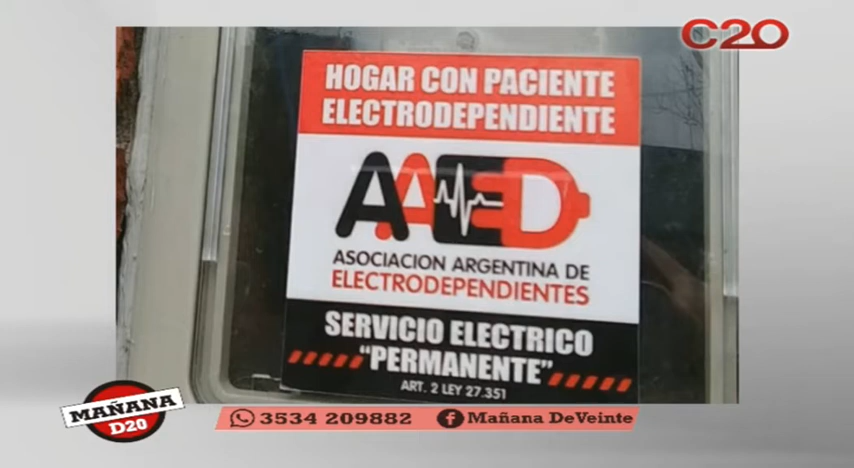 C20
HOGAR CON PACIENTE
ELECTRODEPENDIENTE
AAED
ASOCIACION ARGENTINA DE
ELECTRODEPENDIENTES
SERVICIO ELECTRICO
“PERMANENTE”
ART. 2 LEY 27.351
MAÑANA
D20
3534 209882
Mañana DeVeinte